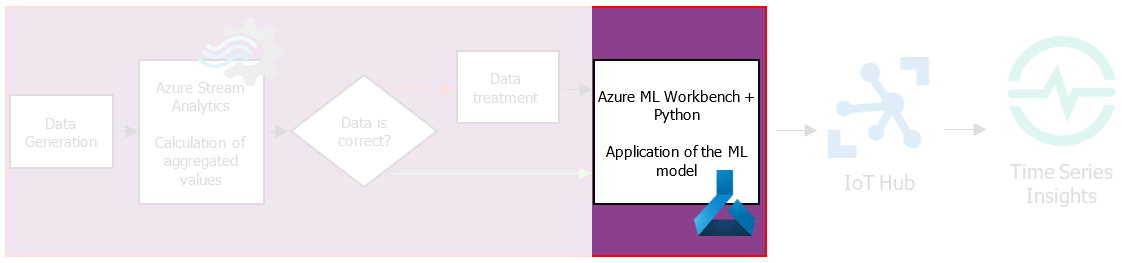 Data
Generation
Azure Stream
Analytics
Calculation of
aggregated
values
Data is
correct?
Data
treatment
Azure ML Workbench +
Python
Application of the ML
model
IoT Hub
Time Series
Insights